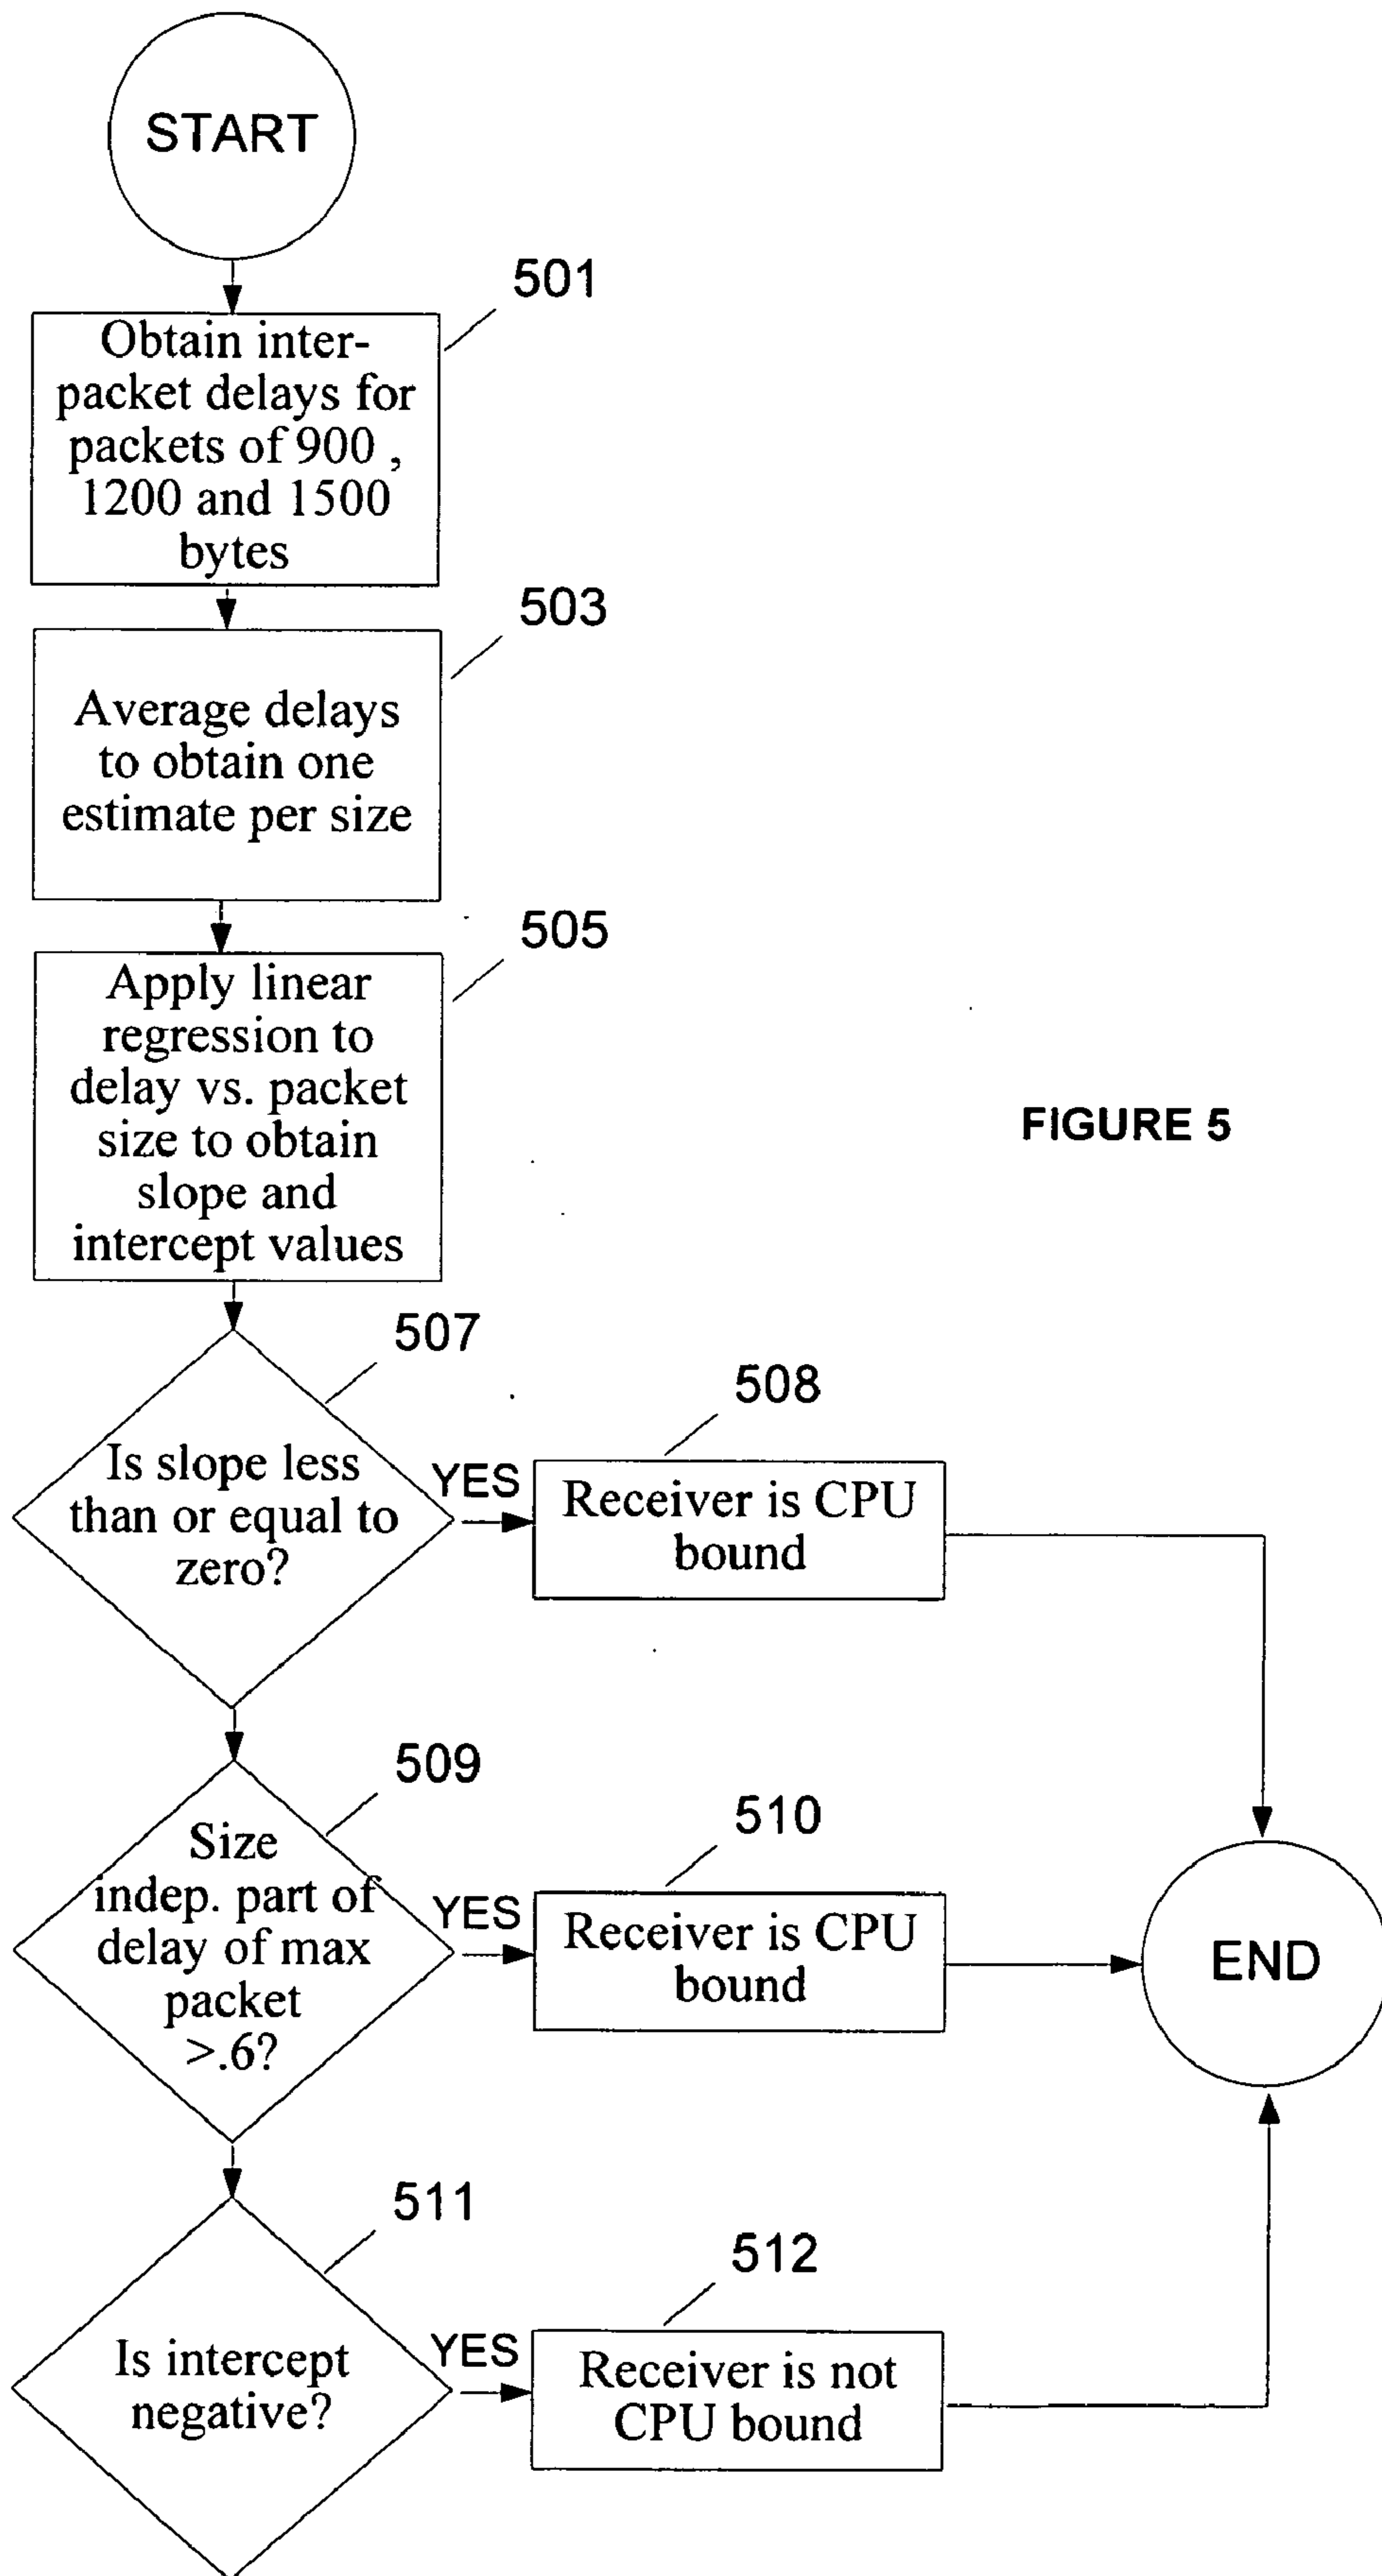 START
501
Obtain inter-
packet delays for
packets of 900 ,
1200 and 1500
bytes
503
Average delays
to obtain one
estimate per size
505
Apply linear
regression to
delay vs. packet
size to obtain
slope and
intercept values
FIGURE 5
507
Is slope less
than or equal to
zero?
YES
508
Receiver is CPU
bound
509
Size
indep. part of
delay of max
packet
>.6?
YES
510
Receiver is CPU
bound
END
511
Is intercept
negative?
YES
512
Receiver is not
CPU bound